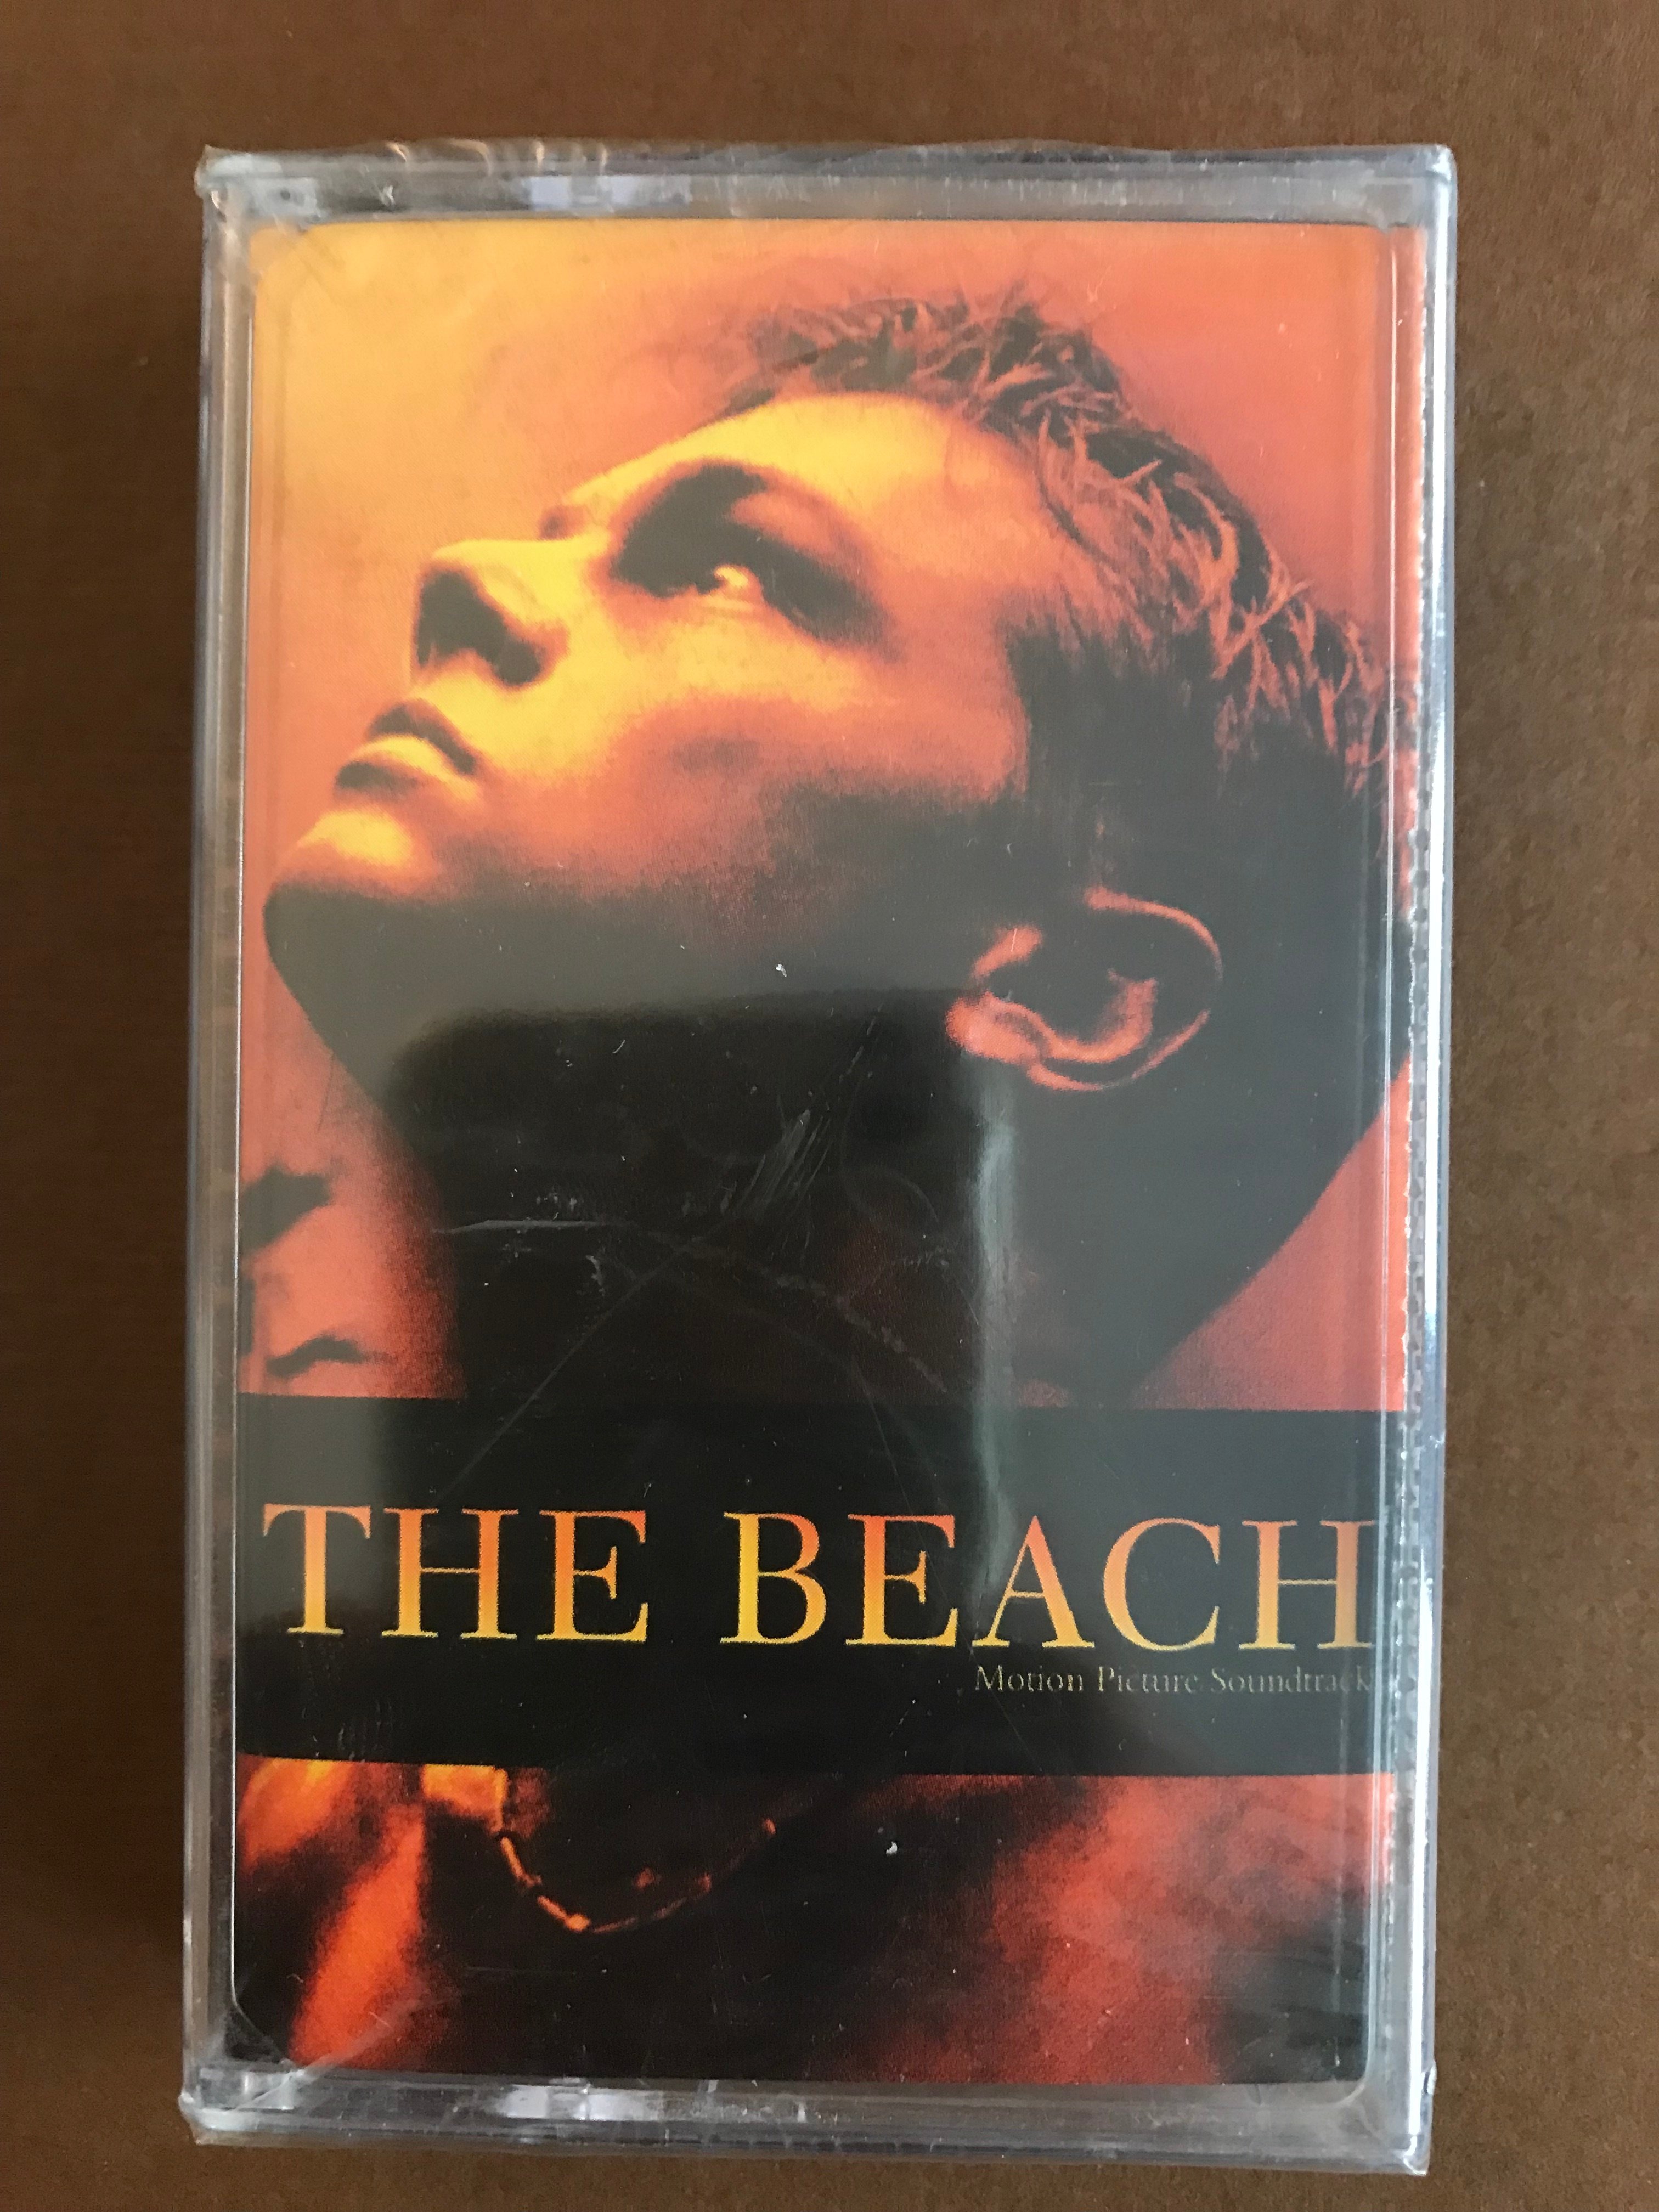 THE BEACH
Motion Picture Soundtrack